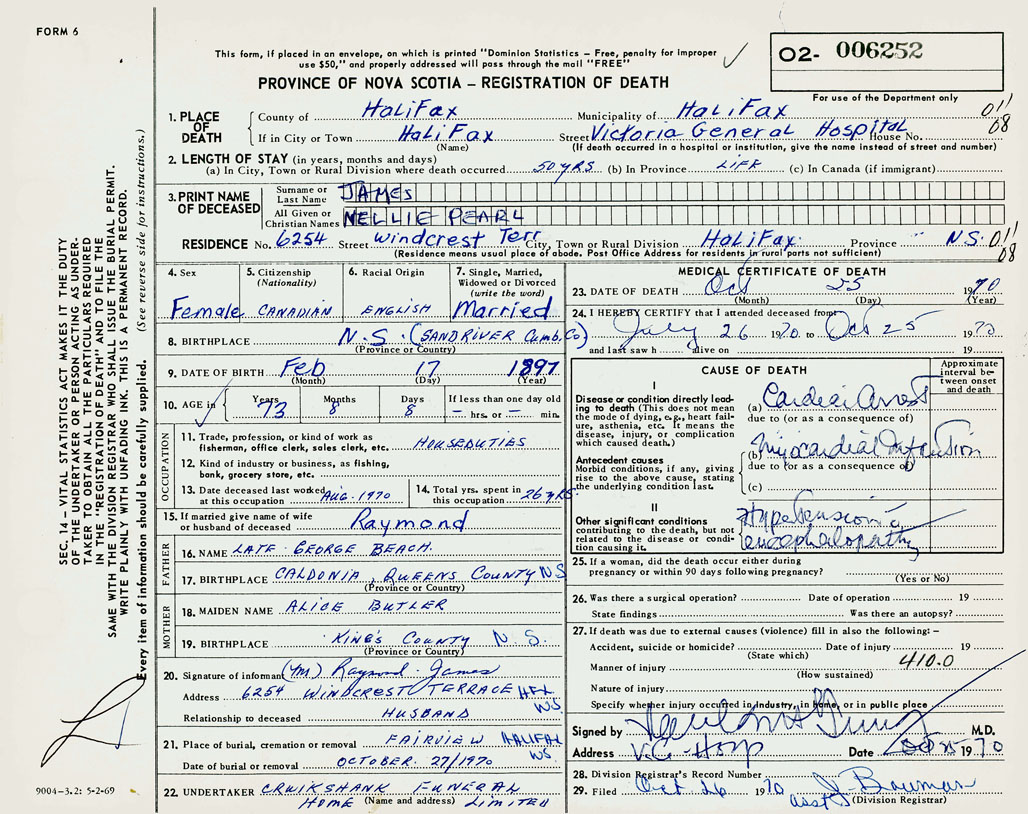 FORM 6
This form, if placed in an envelope, on which is printed "Dominion Statistics – Free, penalty for improper
use $50," and properly addressed will pass through the mail "FREE"
O2- 006252
For use of the Department only
PROVINCE OF NOVA SCOTIA – REGISTRATION OF DEATH
1. PLACE OF DEATH
County of Halifax Municipality of Halifax 011
If in City or Town Halifax Street Victoria General Hospital House No. 08
(Name) (If death occurred in a hospital or institution, give the name instead of street and number)
2. LENGTH OF STAY (in years, months and days)
(a) In City, Town or Rural Division where death occurred 50 yrs (b) In Province LIFE (c) In Canada (if immigrant)
3. PRINT NAME OF DECEASED
Surname or Last Name JAMES
All Given or Christian Names NELLIE PEARL
RESIDENCE No. 6254 Street Windcrest Terr City, Town or Rural Division Halifax Province N.S. 011
(Residence means usual place of abode. Post Office Address for residents in rural parts not sufficient) 08
4. Sex Female
5. Citizenship (Nationality) CANADIAN
6. Racial Origin ENGLISH
7. Single, Married, Widowed or Divorced (write the word) Married
8. BIRTHPLACE N.S. (SANDRIVER Cumb. Co)
(Province or Country)
9. DATE OF BIRTH Feb 17 1897
(Month) (Day) (Year)
10. AGE in Years 73 Months 8 Days 8 If less than one day old – hrs. or – min.
OCCUPATION
11. Trade, profession, or kind of work as
fisherman, office clerk, sales clerk, etc. HOUSEDUTIES
12. Kind of industry or business, as fishing,
bank, grocery store, etc.
13. Date deceased last worked
at this occupation AUG. 1970
14. Total yrs. spent in
this occupation 26 YRS.
15. If married give name of wife
or husband of deceased Raymond
FATHER
16. NAME LATE GEORGE BEACH.
17. BIRTHPLACE CALDONIA, QUEENS COUNTY NS
(Province or Country)
MOTHER
18. MAIDEN NAME ALICE BUTLER
19. BIRTHPLACE KING'S COUNTY N.S.
(Province or Country)
20. Signature of informant (Mr) Raymond James
Address 6254 WINDCREST TERRACE HFX
NS.
Relationship to deceased HUSBAND
21. Place of burial, cremation or removal FAIRVIEW HALIFAX
NS.
Date of burial or removal OCTOBER 27/1970
22. UNDERTAKER CRUIKSHANK FUNERAL
HOME (Name and address) LIMITED
MEDICAL CERTIFICATE OF DEATH
23. DATE OF DEATH Oct 25 1970
(Month) (Day) (Year)
24. I HEREBY CERTIFY that I attended deceased from
July 26 1970 to Oct 25 1970
and last saw h alive on 19
CAUSE OF DEATH
Approximate interval between onset and death
I
Disease or condition directly leading to death (This does not
mean the mode of dying, e.g., heart failure, asthenia, etc. It means the
disease, injury, or complication
which caused death.)
(a) Cardiac Arrest
due to (or as a consequence of)
Antecedent causes
Morbid conditions, if any, giving
rise to the above cause, stating
the underlying condition last.
(b) Myocardial Infarction
due to (or as a consequence of)
(c)
II
Other significant conditions
contributing to the death, but not
related to the disease or condition causing it.
Hypertension c̄
encephalopathy
25. If a woman, did the death occur either during
pregnancy or within 90 days following pregnancy?
(Yes or No)
26. Was there a surgical operation? Date of operation 19
State findings Was there an autopsy?
27. If death was due to external causes (violence) fill in also the following: –
Accident, suicide or homicide? Date of injury 19
(State which)
Manner of injury 410.0
(How sustained)
Nature of injury
Specify whether injury occurred in Industry, in Home, or in public place
Signed by M.D.
Address V.G. Hosp Date Oct 25 1970
28. Division Registrar's Record Number
29. Filed Oct 26 1970 J. Bowman
asst (Division Registrar)
SEC. 14 – VITAL STATISTICS ACT MAKES IT THE DUTY
OF THE UNDERTAKER OR PERSON ACTING AS UNDERTAKER TO OBTAIN ALL THE PARTICULARS REQUIRED
IN THE "REGISTRATION OF DEATH" AND FILE THE
SAME WITH THE DIVISION REGISTRAR WHO SHALL ISSUE THE BURIAL PERMIT.
WRITE PLAINLY WITH UNFADING INK. THIS IS A PERMANENT RECORD.
Every item of information should be carefully supplied. (See reverse side for instructions.)
9004-3.2: 5-2-69